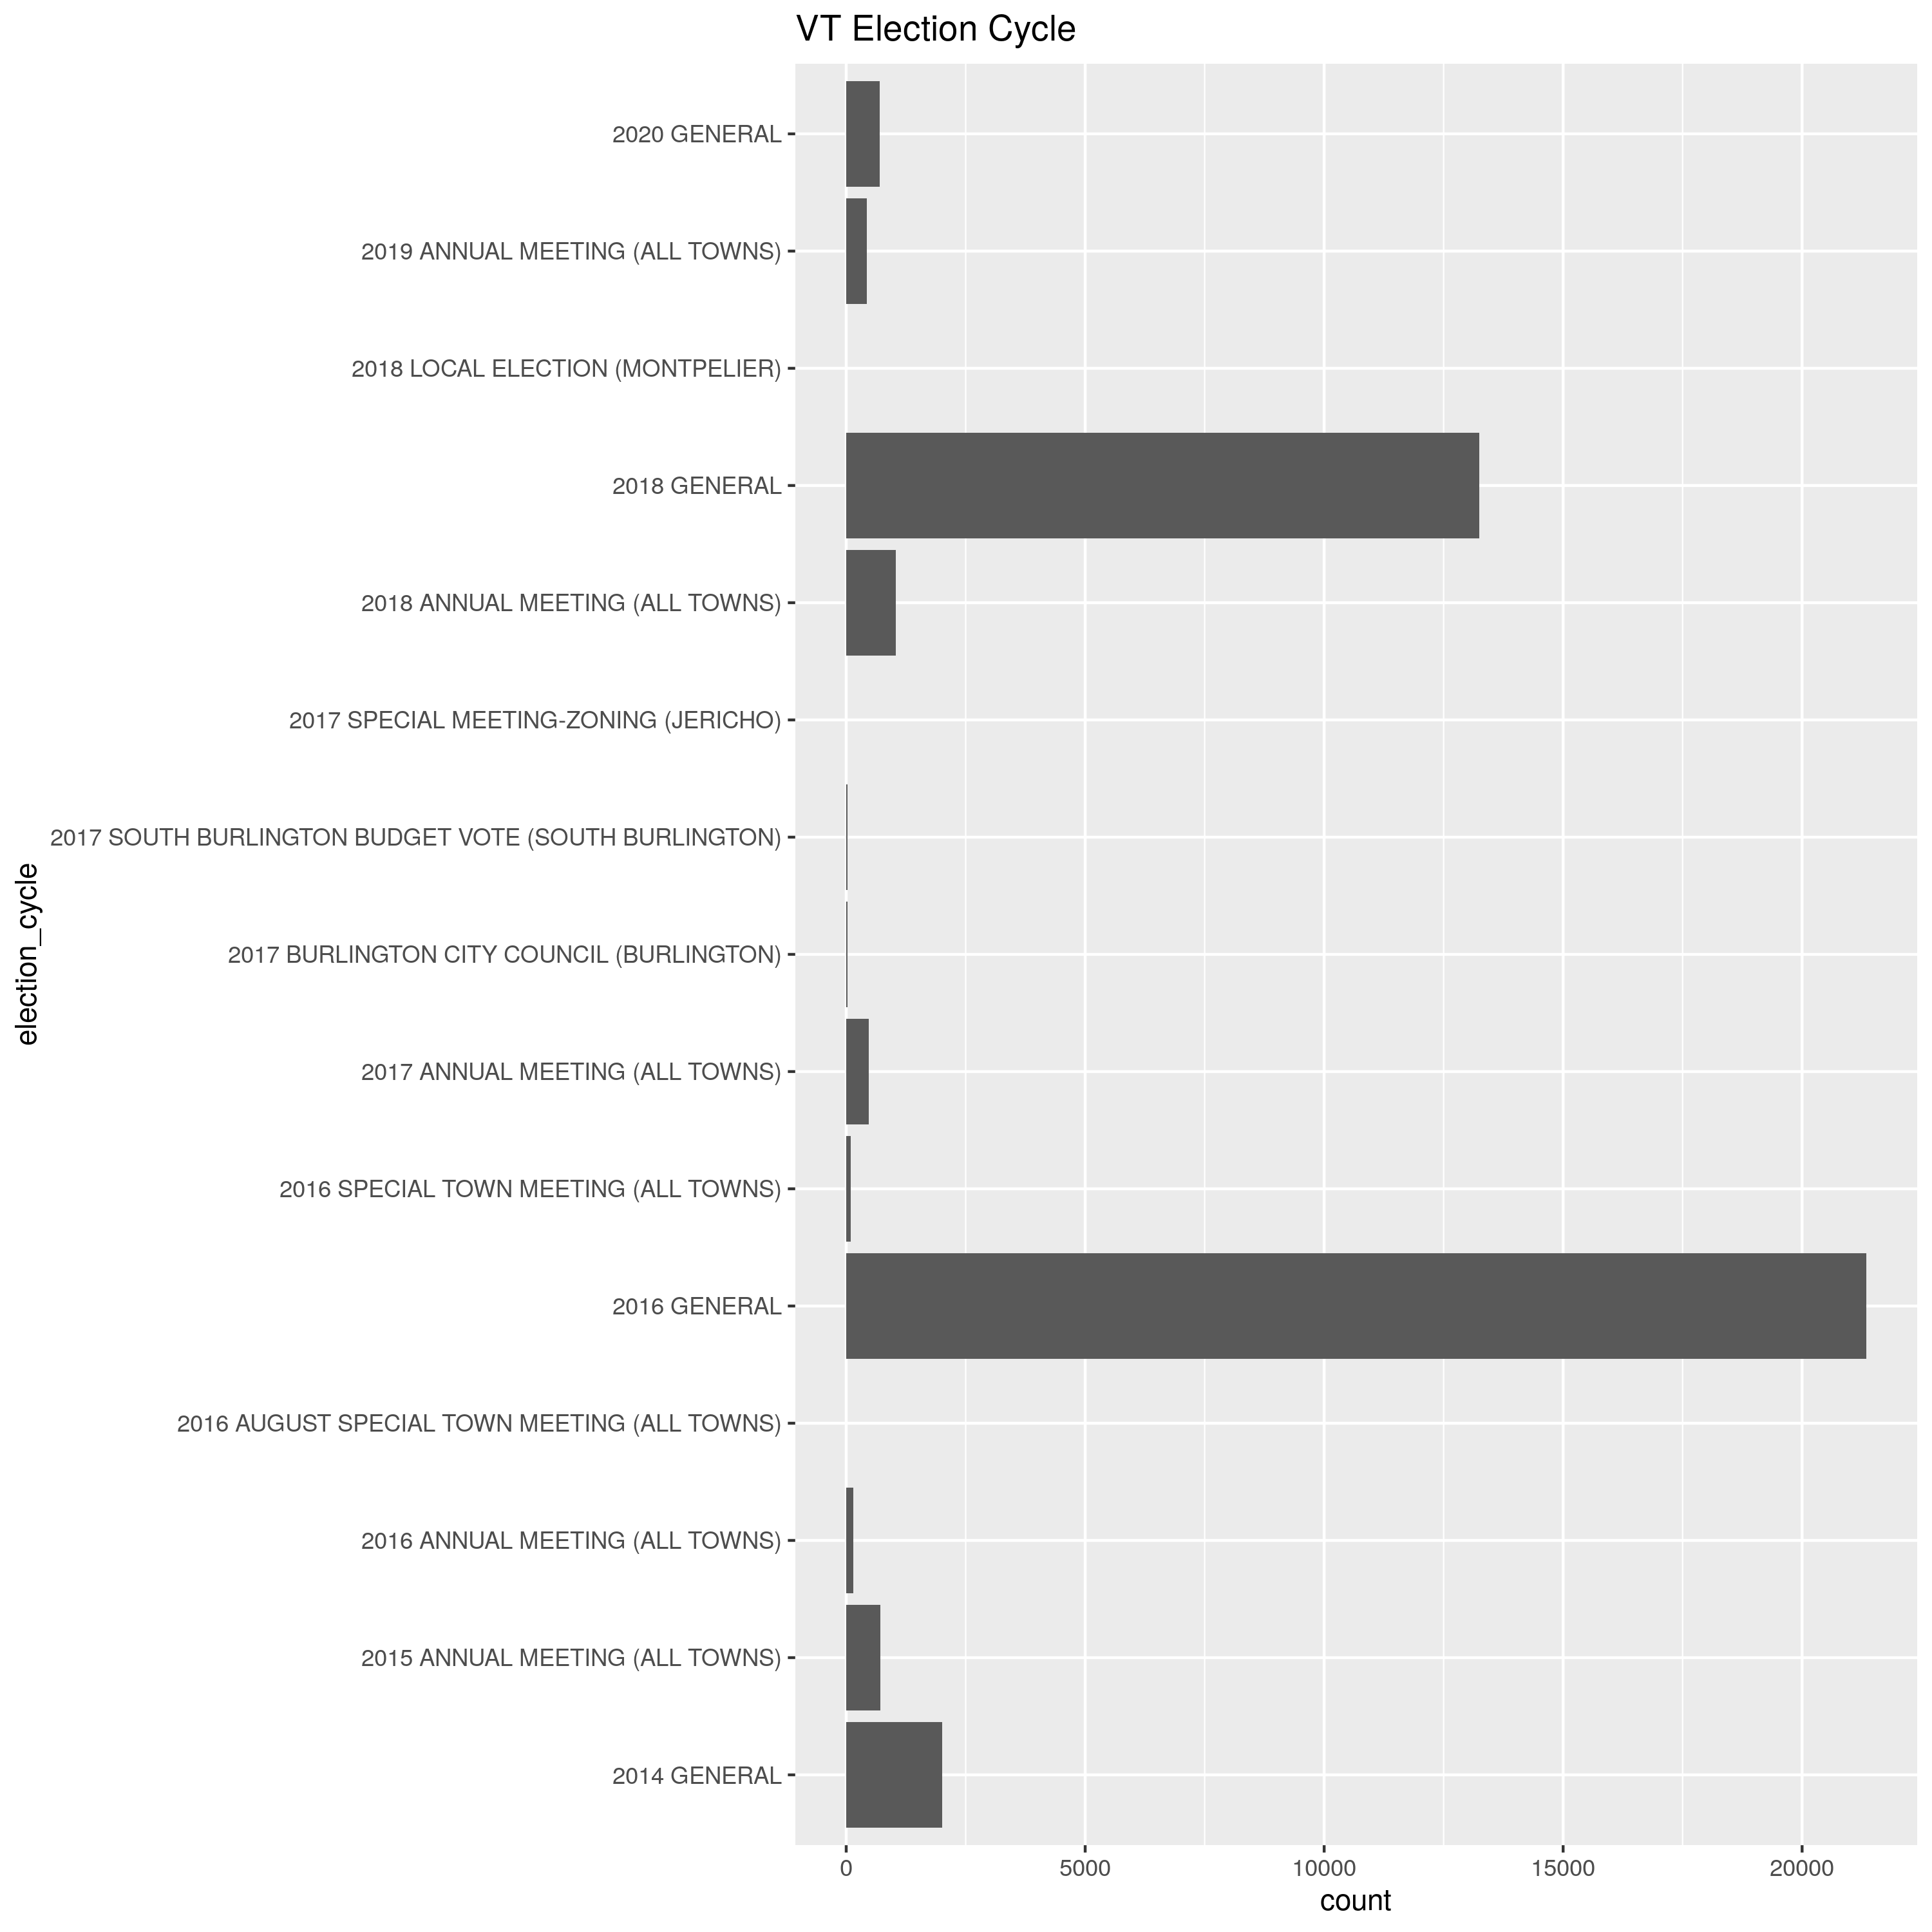 VT Election Cycle
election_cycle
2020 GENERAL
2019 ANNUAL MEETING (ALL TOWNS)
2018 LOCAL ELECTION (MONTPELIER)
2018 GENERAL
2018 ANNUAL MEETING (ALL TOWNS)
2017 SPECIAL MEETING-ZONING (JERICHO)
2017 SOUTH BURLINGTON BUDGET VOTE (SOUTH BURLINGTON)
2017 BURLINGTON CITY COUNCIL (BURLINGTON)
2017 ANNUAL MEETING (ALL TOWNS)
2016 SPECIAL TOWN MEETING (ALL TOWNS)
2016 GENERAL
2016 AUGUST SPECIAL TOWN MEETING (ALL TOWNS)
2016 ANNUAL MEETING (ALL TOWNS)
2015 ANNUAL MEETING (ALL TOWNS)
2014 GENERAL
0 5000 10000 15000 20000
count